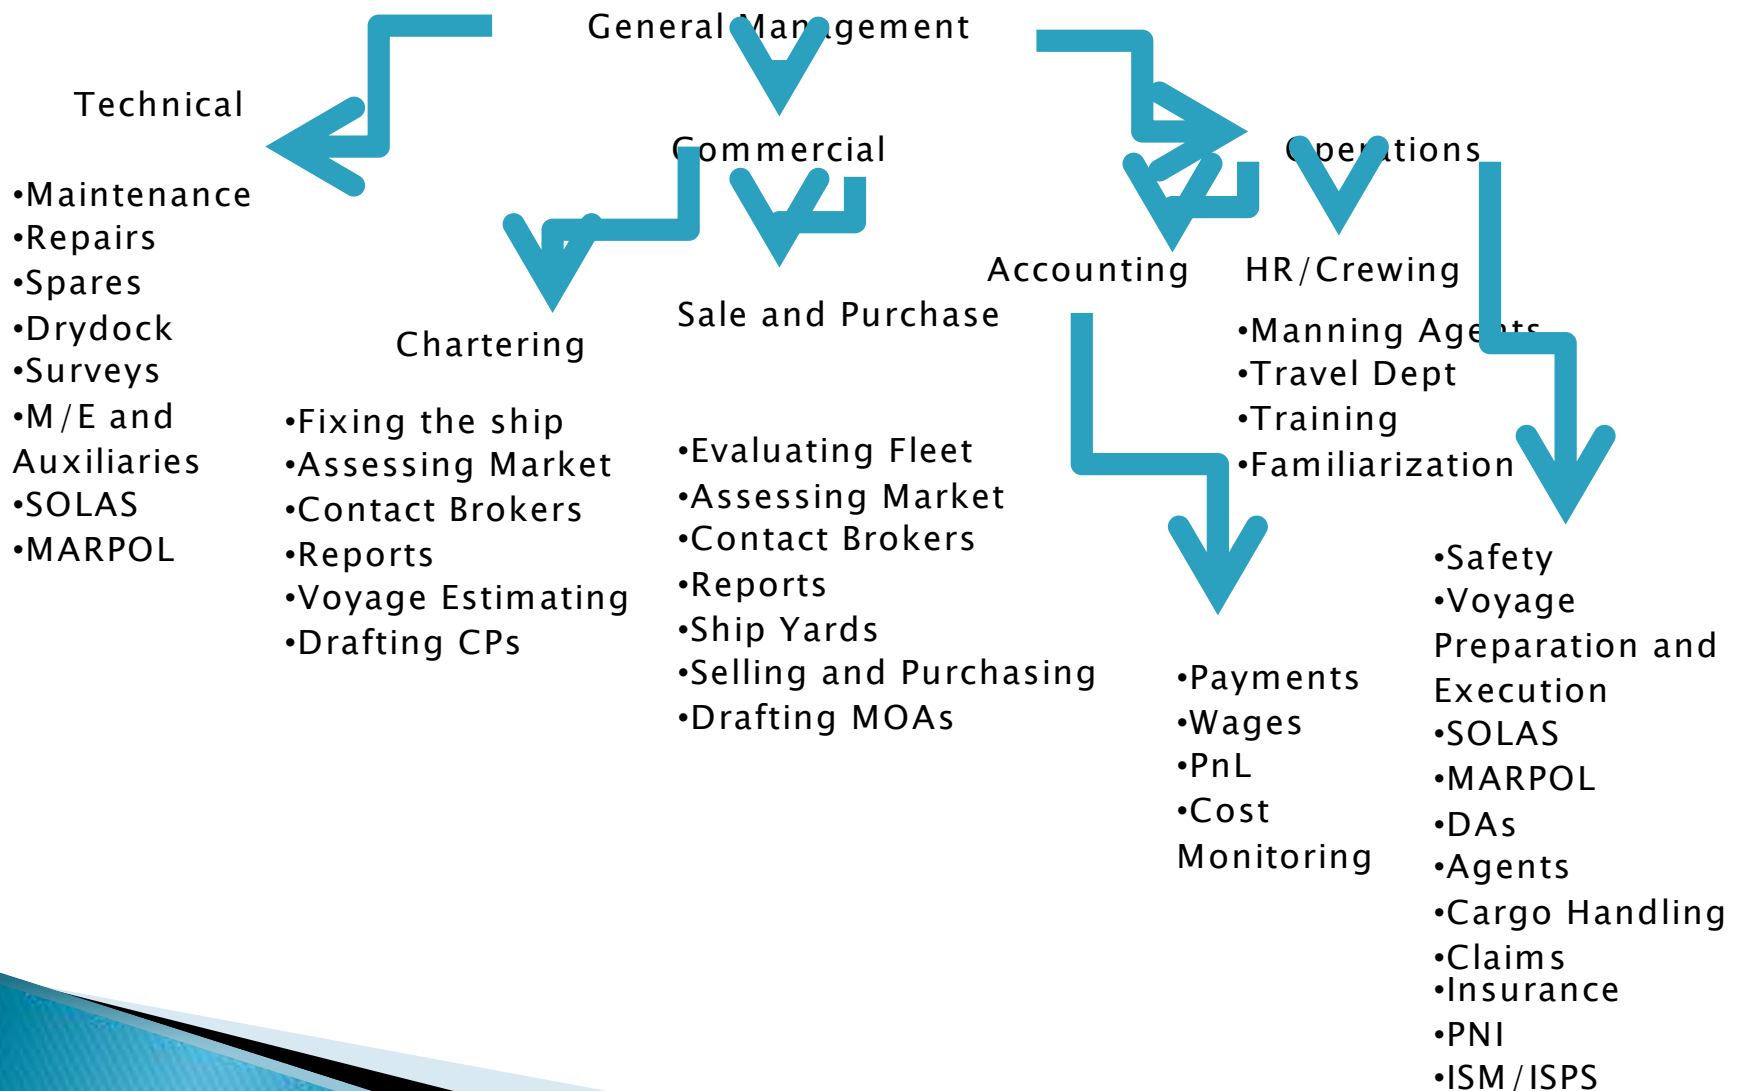 General Management
Technical
•Maintenance
•Repairs
•Spares
•Drydock
•Surveys
•M/E and
Auxiliaries
•SOLAS
•MARPOL
Commercial
Chartering
•Fixing the ship
•Assessing Market
•Contact Brokers
•Reports
•Voyage Estimating
•Drafting CPs
Sale and Purchase
•Evaluating Fleet
•Assessing Market
•Contact Brokers
•Reports
•Ship Yards
•Selling and Purchasing
•Drafting MOAs
Operations
Accounting
•Payments
•Wages
•PnL
•Cost
Monitoring
HR/Crewing
•Manning Agents
•Travel Dept
•Training
•Familiarization
•Safety
•Voyage
Preparation and
Execution
•SOLAS
•MARPOL
•DAs
•Agents
•Cargo Handling
•Claims
•Insurance
•PNI
•ISM/ISPS